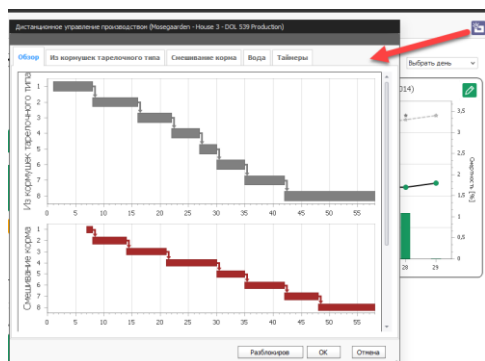 Дистанционное управление производством (Mosegaarden - House 3 - DOL 539 Production)
Обзор Из кормушек тарелочного типа Смешивание корма Вода Таймеры
Выбрать день
014)
Из кормушек тарелочного типа
1
2
3
4
5
6
7
8
0 5 10 15 20 25 30 35 40 45 50 55
Смешивание корма
1
2
3
4
5
6
7
8
0 5 10 15 20 25 30 35 40 45 50 55
3,5
3
2,5
2
1,5
1
0,5
0
Смертность [%]
28 29
Разблокиров OK Отмена